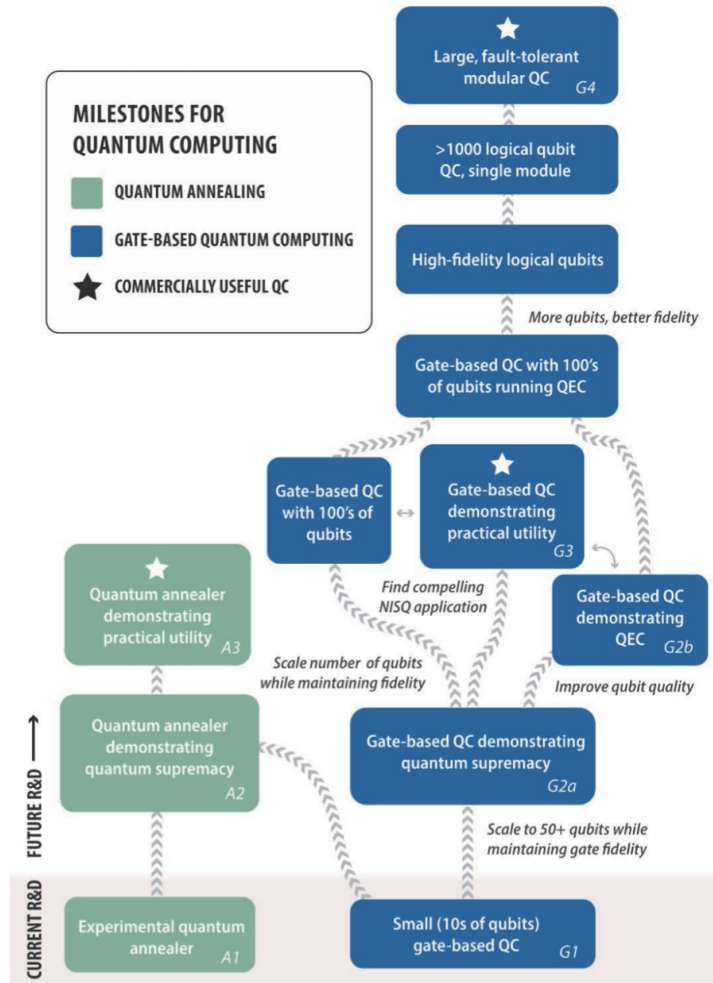 MILESTONES FOR
QUANTUM COMPUTING
QUANTUM ANNEALING
GATE-BASED QUANTUM COMPUTING
COMMERCIALLY USEFUL QC
Large, fault-tolerant
modular QC
G4
>1000 logical qubit
QC, single module
High-fidelity logical qubits
More qubits, better fidelity
Gate-based QC with 100's
of qubits running QEC
Gate-based QC
with 100's of
qubits
Gate-based QC
demonstrating
practical utility
G3
Find compelling
NISQ application
Gate-based QC
demonstrating
QEC
G2b
Quantum annealer
demonstrating
practical utility
A3
Scale number of qubits
while maintaining fidelity
Improve qubit quality
Quantum annealer
demonstrating
quantum supremacy
A2
Gate-based QC demonstrating
quantum supremacy
G2a
Scale to 50+ qubits while
maintaining gate fidelity
FUTURE R&D
CURRENT R&D
Experimental quantum
annealer
A1
Small (10s of qubits)
gate-based QC
G1